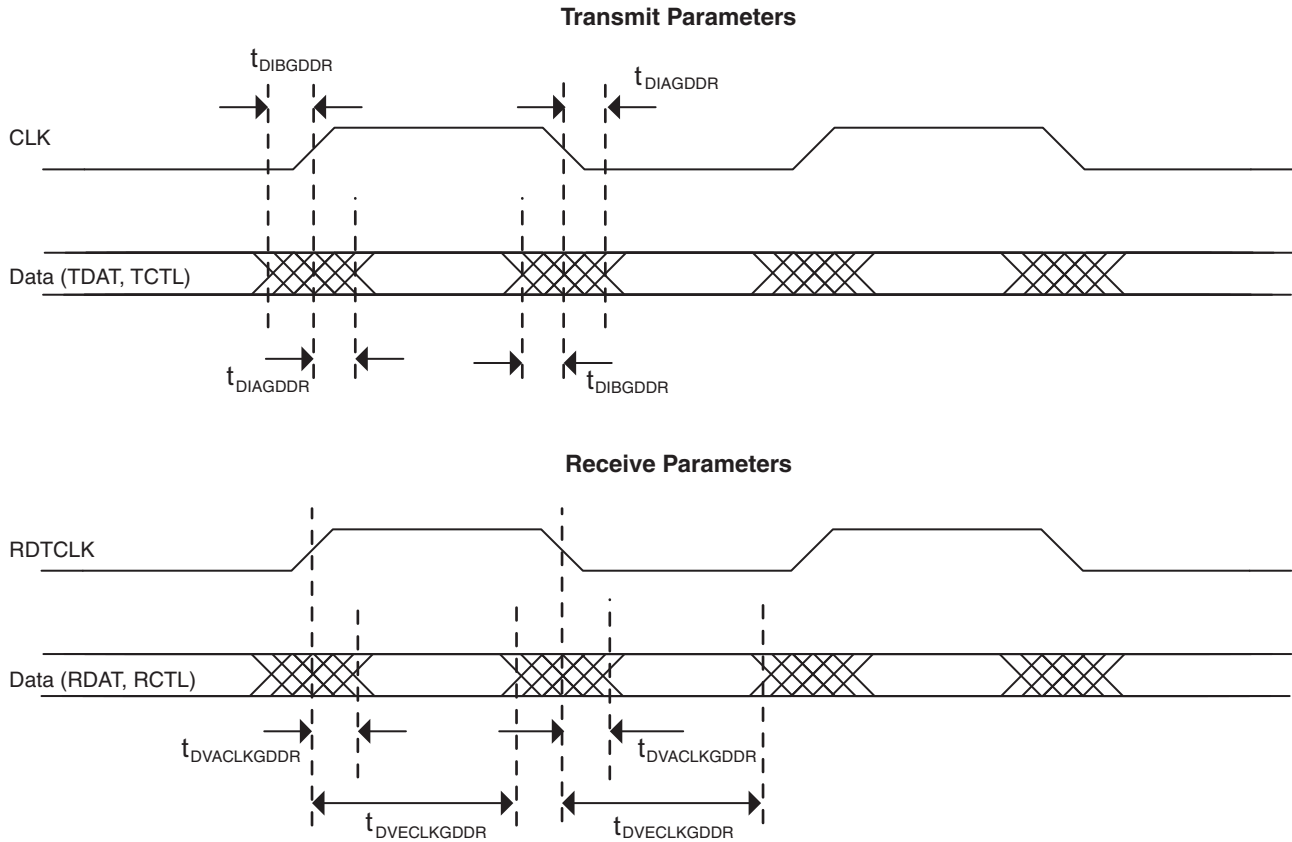 Transmit Parameters
tDIBGDDR
tDIAGDDR
CLK
Data (TDAT, TCTL)
tDIAGDDR
tDIBGDDR
Receive Parameters
RDTCLK
Data (RDAT, RCTL)
tDVACLKGDDR
tDVACLKGDDR
tDVECLKGDDR
tDVECLKGDDR